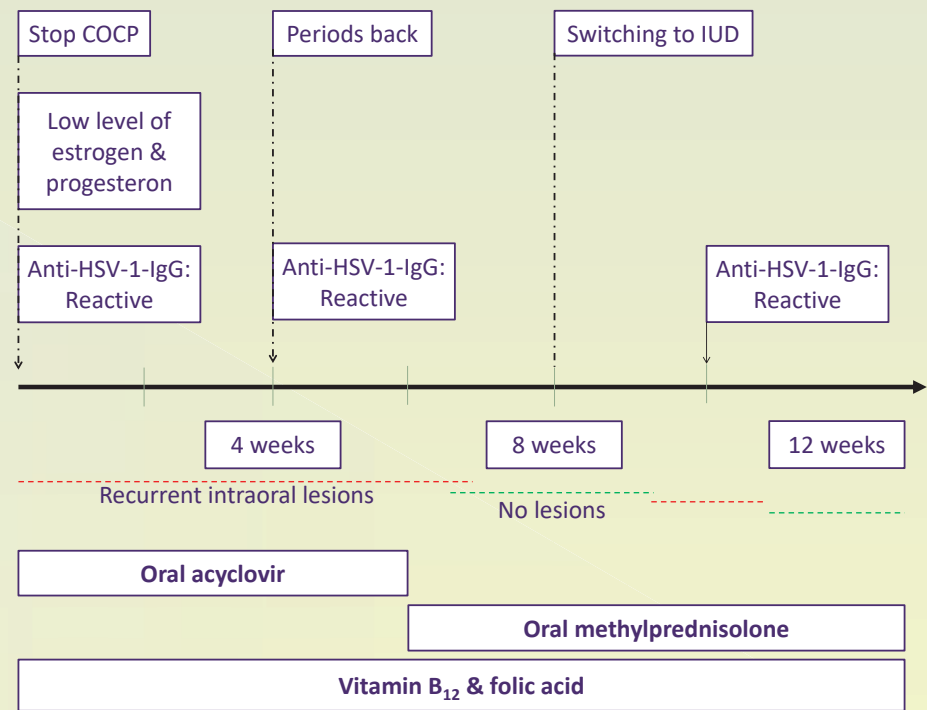 Stop COCP
Periods back
Switching to IUD
Low level of
estrogen &
progesteron
Anti-HSV-1-IgG:
Reactive
Anti-HSV-1-IgG:
Reactive
Anti-HSV-1-IgG:
Reactive
4 weeks
8 weeks
12 weeks
Recurrent intraoral lesions
No lesions
Oral acyclovir
Oral methylprednisolone
Vitamin B₁₂ & folic acid